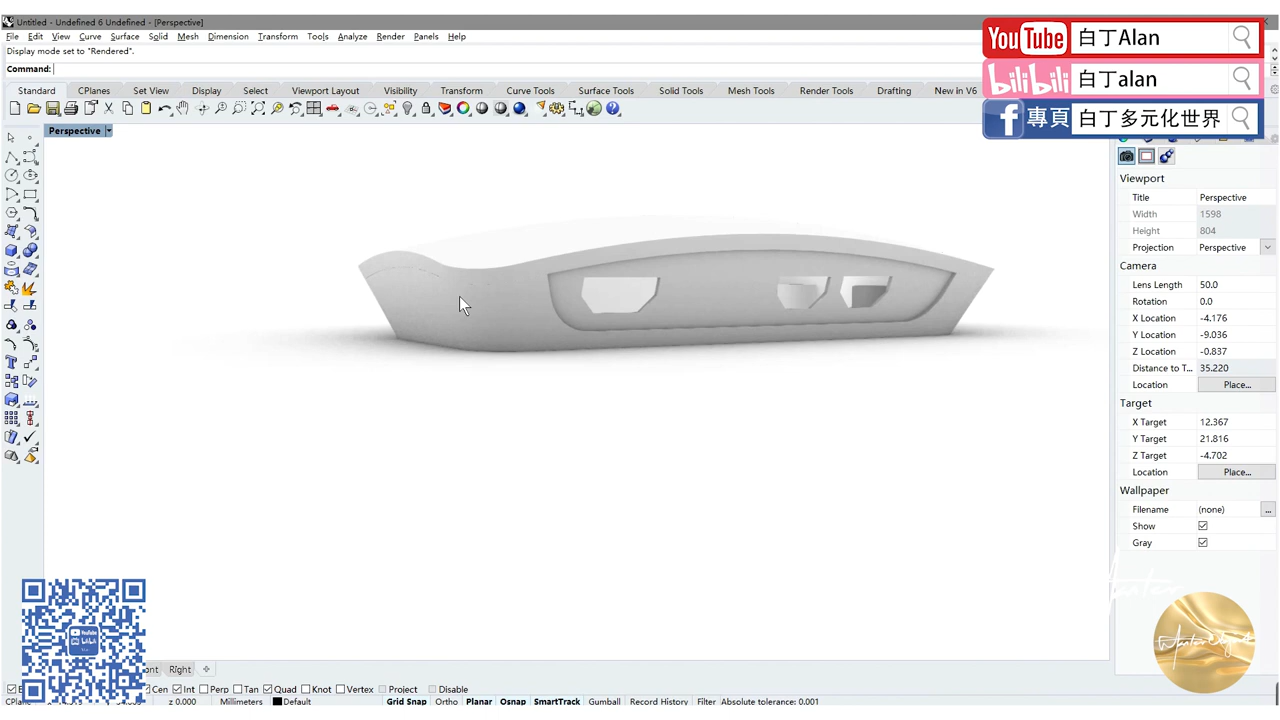 Untitled - Undefined 6 Undefined - [Perspective]
File Edit View Curve Surface Solid Mesh Dimension Transform Tools Analyze Render Panels Help
Display mode set to "Rendered".
Command:
Standard CPlanes Set View Display Select Viewport Layout Visibility Transform Curve Tools Surface Tools Solid Tools Mesh Tools Render Tools Drafting New in V6
YouTube 白丁Alan
bilibili 白丁alan
f 專頁 白丁多元化世界
Perspective
Viewport
Title Perspective
Width 1598
Height 804
Projection Perspective
Camera
Lens Length 50.0
Rotation 0.0
X Location -4.176
Y Location -9.036
Z Location -0.837
Distance to T... 35.220
Location Place...
Target
X Target 12.367
Y Target 21.816
Z Target -4.702
Location Place...
Wallpaper
Filename (none) ...
Show
Gray
ont Right
Cen Int Perp Tan Quad Knot Vertex Project Disable
CPlane z 0.000 Millimeters Default Grid Snap Ortho Planar Osnap SmartTrack Gumball Record History Filter Absolute tolerance: 0.001